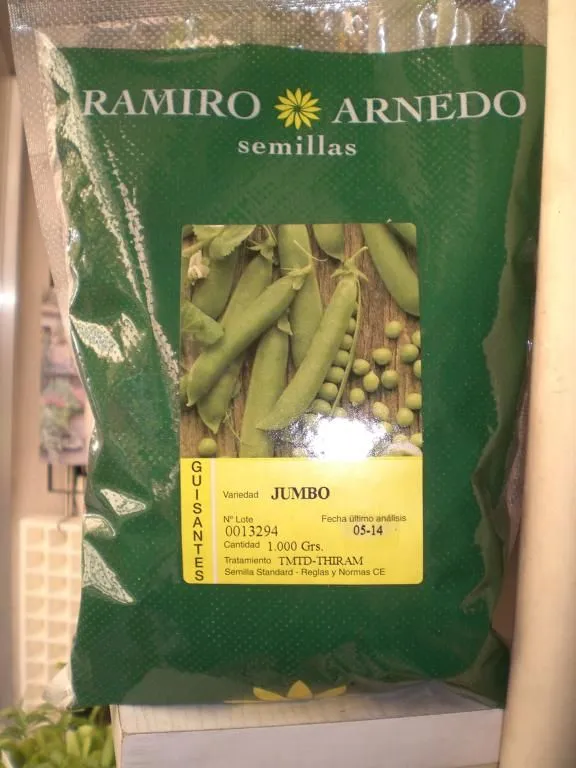 RAMIRO ARNEDO
semillas
GUISANTES
Variedad JUMBO
Nº Lote Fecha último análisis
0013294 05-14
Cantidad 1.000 Grs.
Tratamiento TMTD-THIRAM
Semilla Standard - Reglas y Normas CE